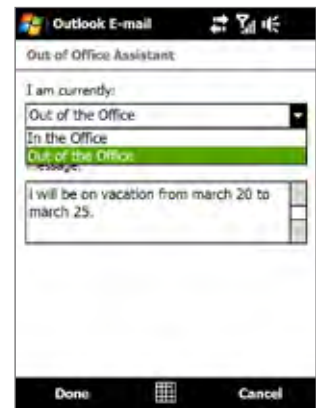 Outlook E-mail
Out of Office Assistant
I am currently:
Out of the Office
In the Office
Out of the Office
Message:
I will be on vacation from march 20 to
march 25.
Done Cancel